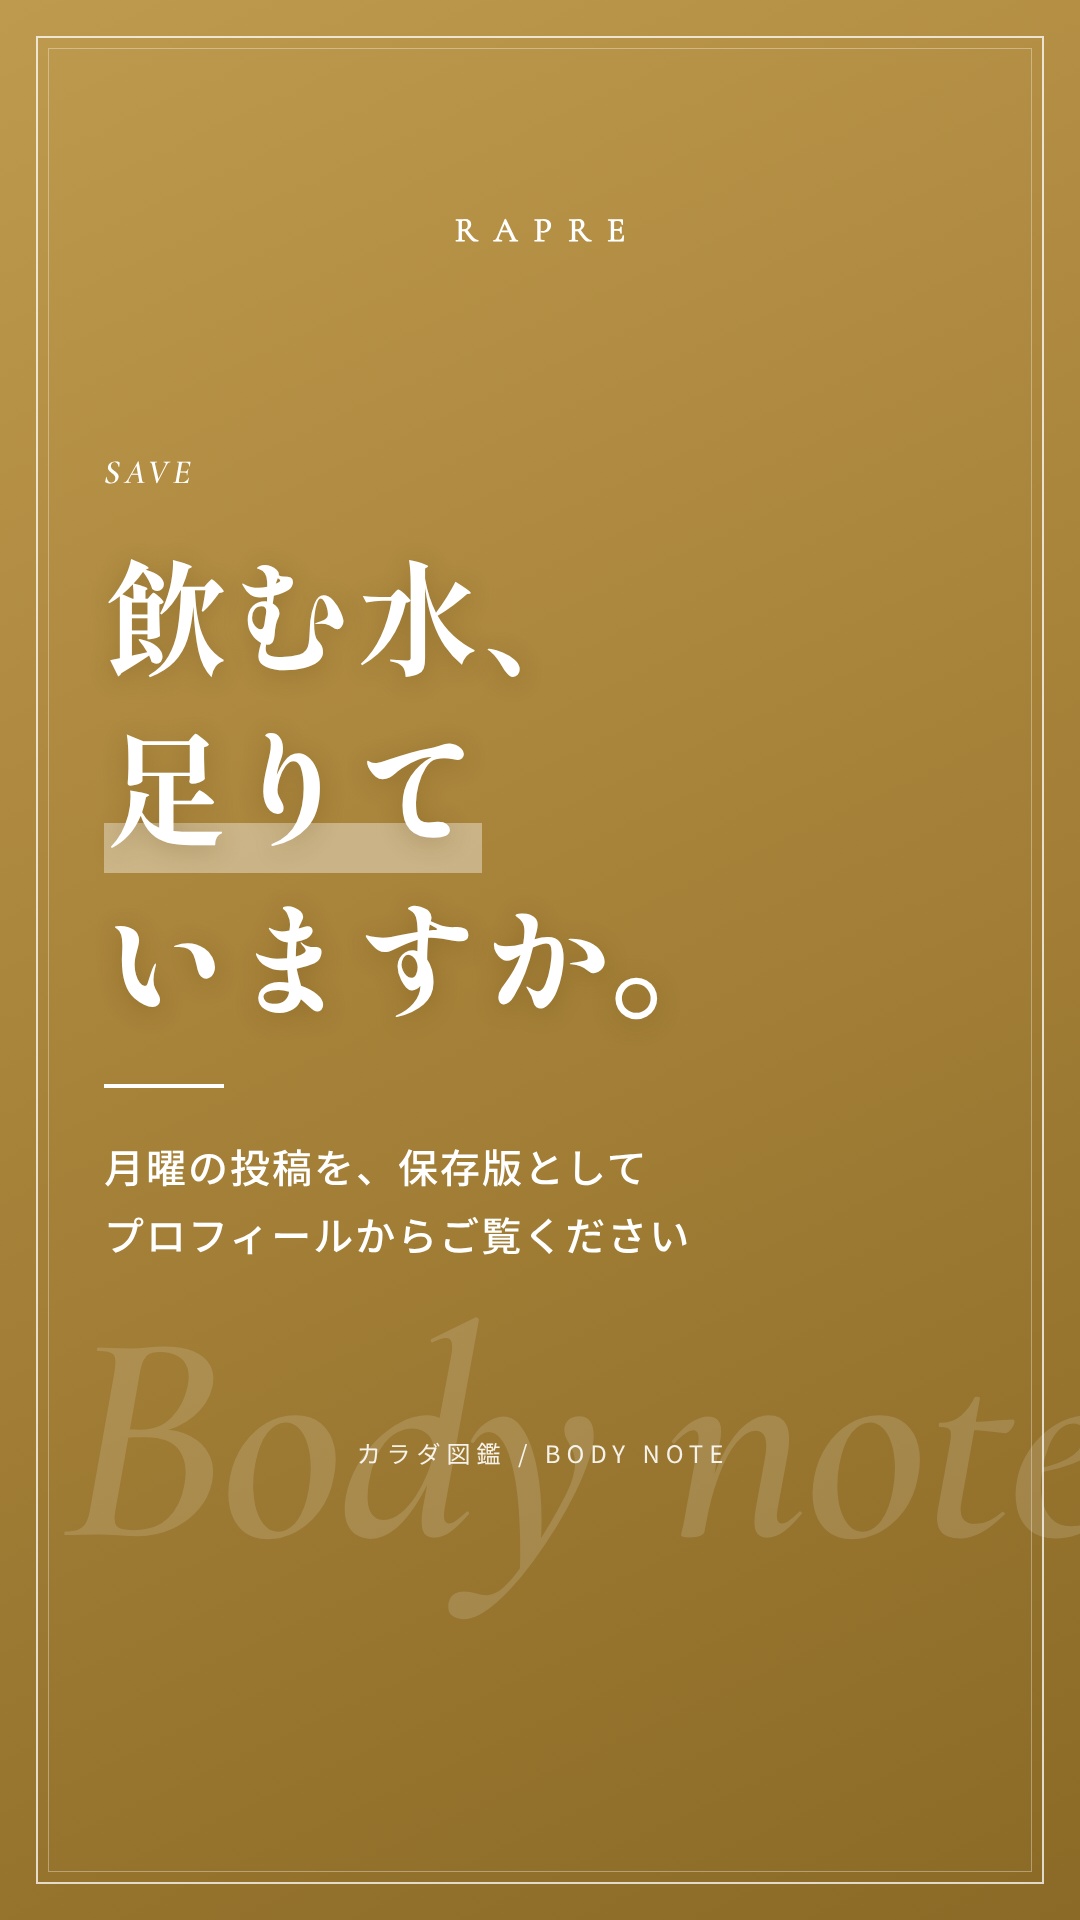 RAPRE
SAVE
飲む水、
足りて
いますか。
月曜の投稿を、保存版として
プロフィールからご覧ください
Body note
カラダ図鑑 / BODY NOTE